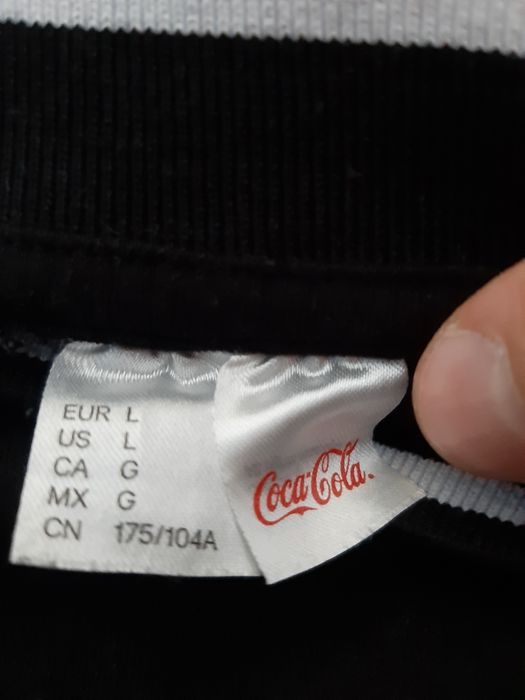 EUR L
US L
CA G
MX G
CN 175/104A
Coca-Cola.